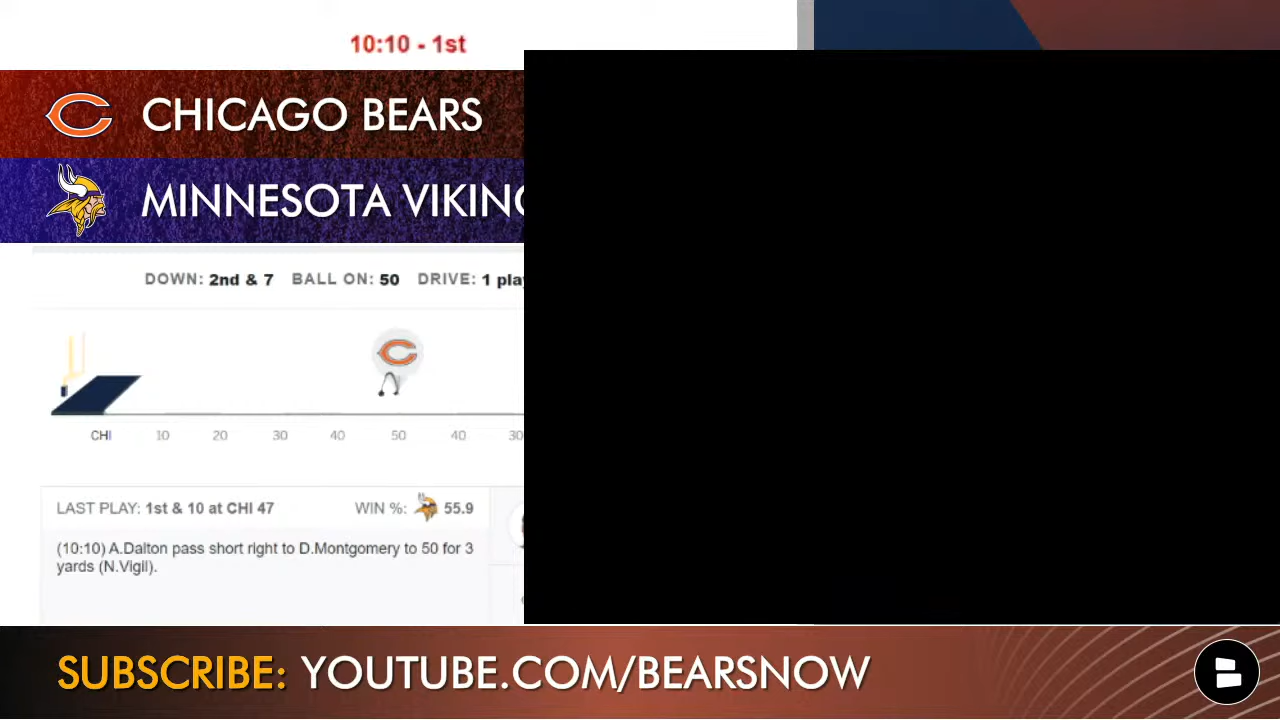 10:10 - 1st
CHICAGO BEARS
MINNESOTA
DOWN: 2nd & 7 BALL ON: 50 DRIVE: 1
CHI 10 20 30 40 50 40 30
LAST PLAY: 1st & 10 at CHI 47 WIN %: 55.9
(10:10) A.Dalton pass short right to D.Montgomery to 50 for 3
yards (N.Vigil).
SUBSCRIBE: YOUTUBE.COM/BEARSNOW